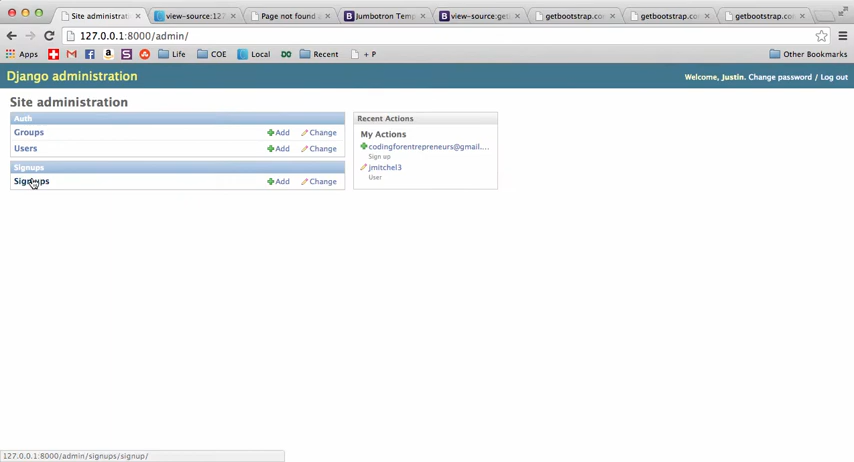 Site administrati
view-source:127
Page not found
Jumbotron Temp
view-source:get
getbootstrap.co
getbootstrap.co
getbootstrap.co
127.0.0.1:8000/admin/
Apps
Life
COE
Local
Recent
+ P
Other Bookmarks
Django administration
Welcome, Justin. Change password / Log out
Site administration
Auth
Groups Add Change
Users Add Change
Signups
Signups Add Change
Recent Actions
My Actions
codingforentrepreneurs@gmail....
Sign up
jmitchel3
User
127.0.0.1:8000/admin/signups/signup/